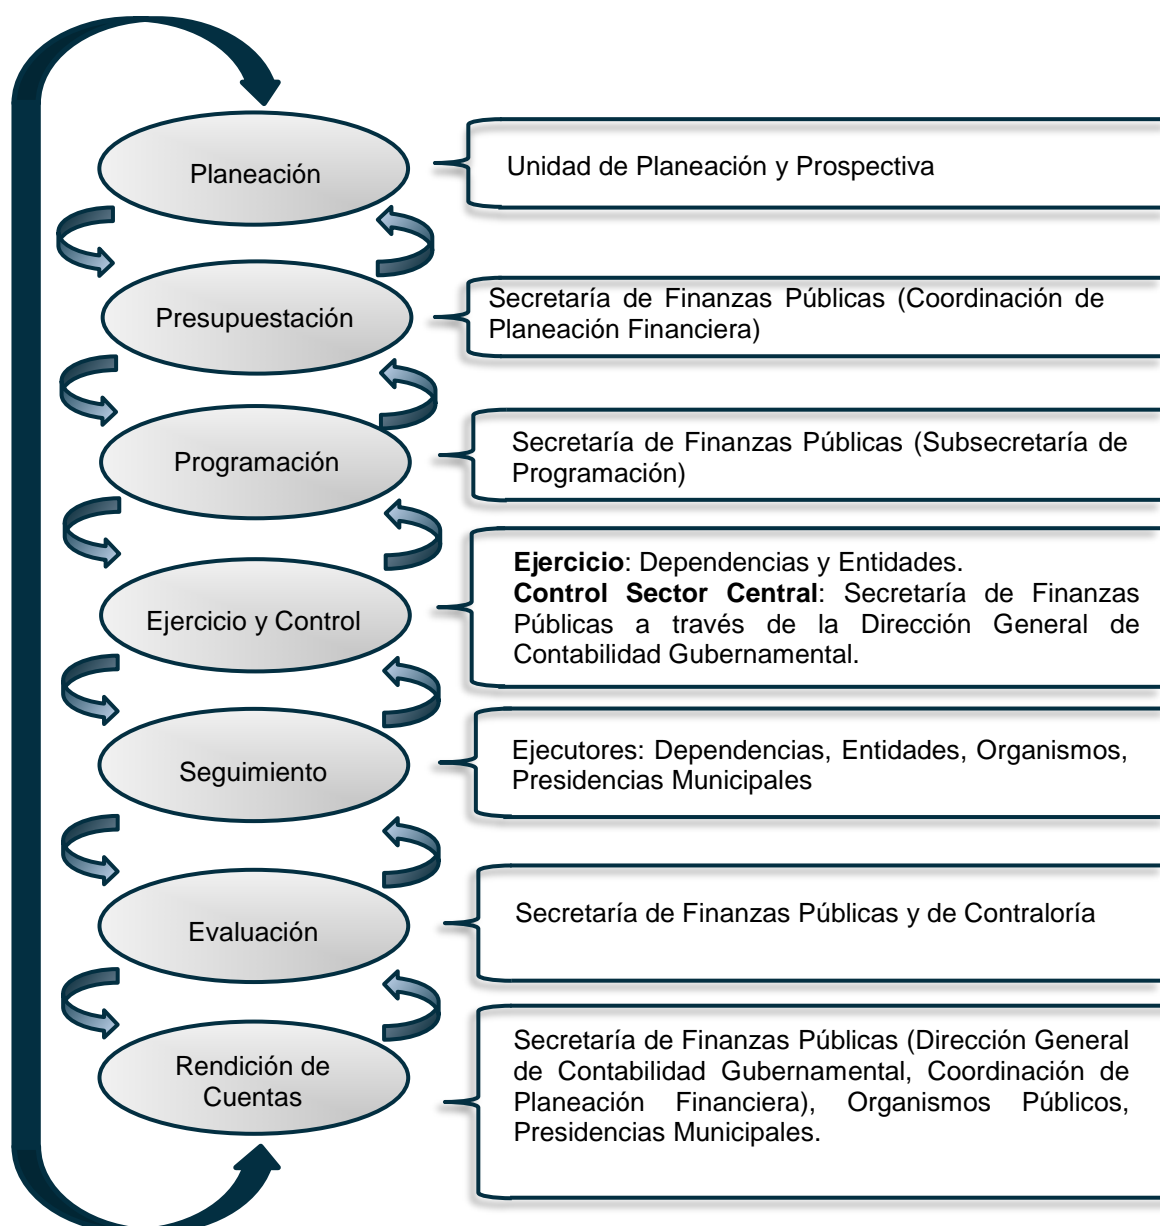 Planeación
Unidad de Planeación y Prospectiva
Presupuestación
Secretaría de Finanzas Públicas (Coordinación de
Planeación Financiera)
Programación
Secretaría de Finanzas Públicas (Subsecretaría de
Programación)
Ejercicio y Control
Ejercicio: Dependencias y Entidades.
Control Sector Central: Secretaría de Finanzas
Públicas a través de la Dirección General de
Contabilidad Gubernamental.
Seguimiento
Ejecutores: Dependencias, Entidades, Organismos,
Presidencias Municipales
Evaluación
Secretaría de Finanzas Públicas y de Contraloría
Rendición de
Cuentas
Secretaría de Finanzas Públicas (Dirección General
de Contabilidad Gubernamental, Coordinación de
Planeación Financiera), Organismos Públicos,
Presidencias Municipales.